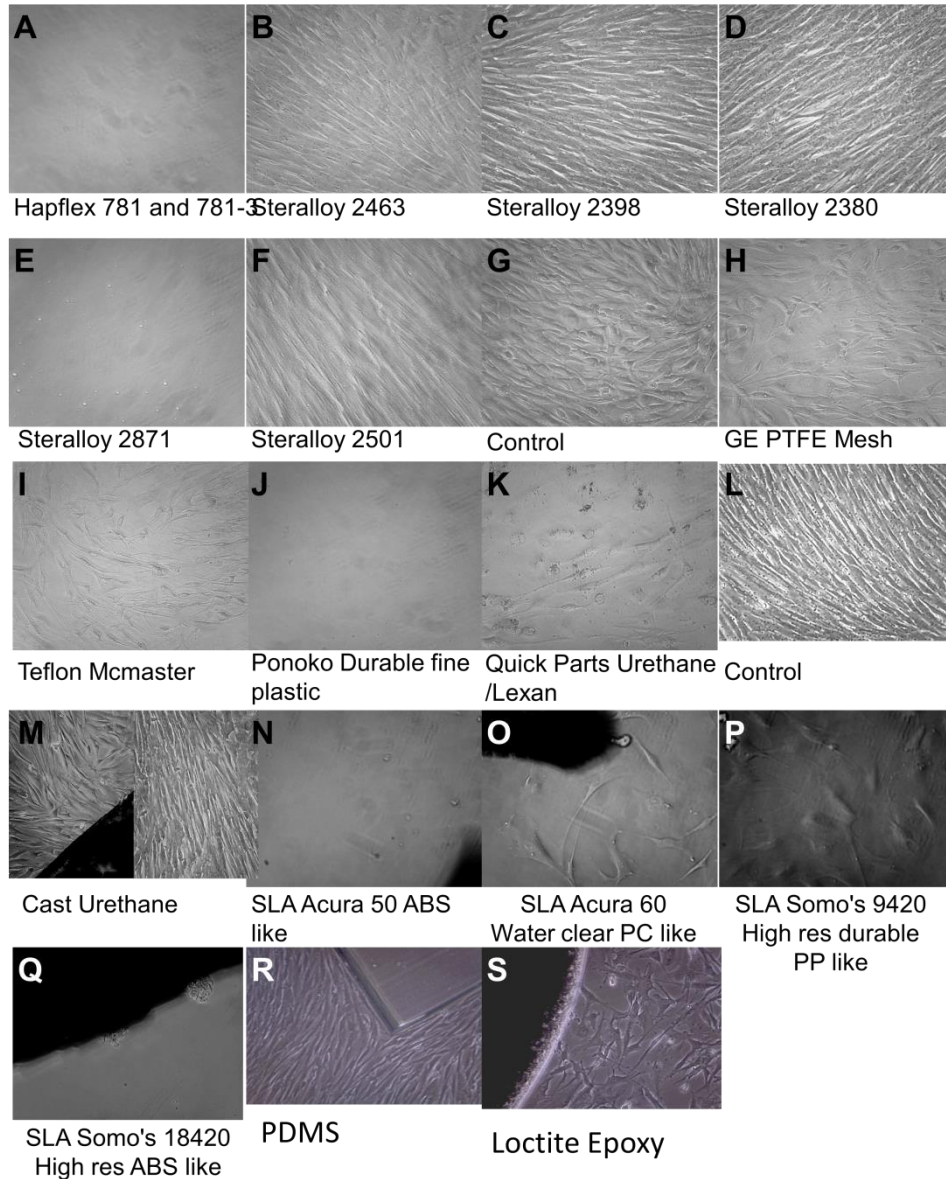 A
B
C
D
Hapflex 781 and 781-3
Steralloy 2463
Steralloy 2398
Steralloy 2380
E
F
G
H
Steralloy 2871
Steralloy 2501
Control
GE PTFE Mesh
I
J
K
L
Teflon Mcmaster
Ponoko Durable fine
plastic
Quick Parts Urethane
/Lexan
Control
M
N
O
P
Cast Urethane
SLA Acura 50 ABS
like
SLA Acura 60
Water clear PC like
SLA Somo's 9420
High res durable
PP like
Q
R
S
SLA Somo's 18420
High res ABS like
PDMS
Loctite Epoxy